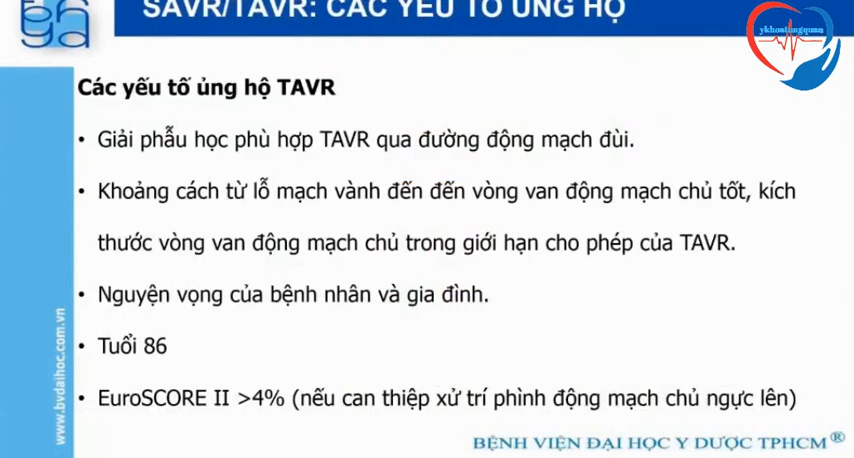 SAVR/TAVR: CÁC YẾU TỐ ỦNG HỘ
ykhoatongquan
Các yếu tố ủng hộ TAVR
• Giải phẫu học phù hợp TAVR qua đường động mạch đùi.
• Khoảng cách từ lỗ mạch vành đến đến vòng van động mạch chủ tốt, kích
thước vòng van động mạch chủ trong giới hạn cho phép của TAVR.
• Nguyện vọng của bệnh nhân và gia đình.
• Tuổi 86
• EuroSCORE II >4% (nếu can thiệp xử trí phình động mạch chủ ngực lên)
www.bvdaihoc.com.vn
BỆNH VIỆN ĐẠI HỌC Y DƯỢC TPHCM®